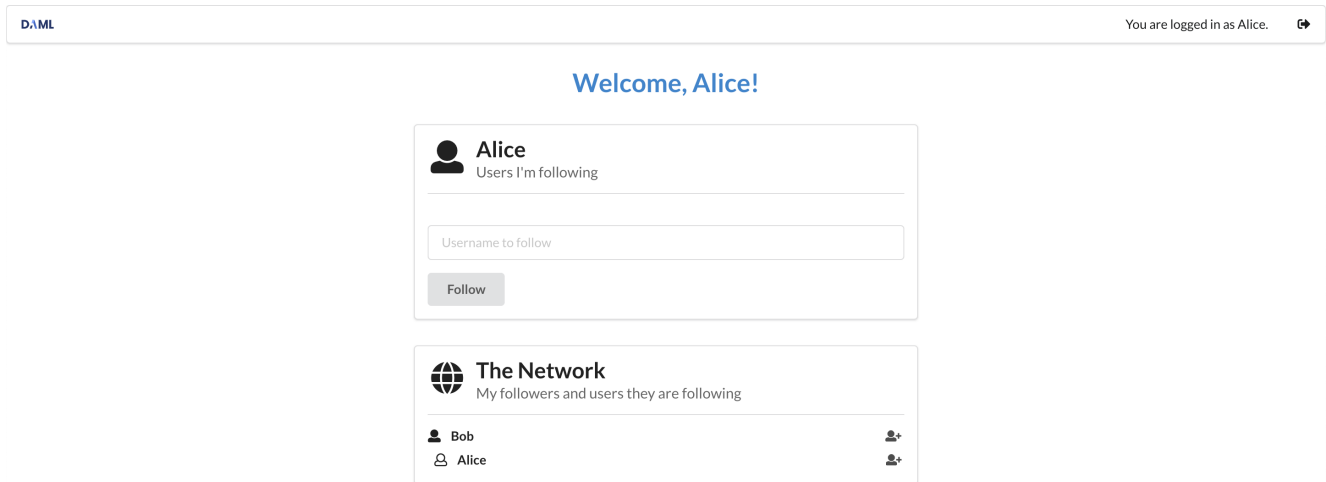 DAML
You are logged in as Alice.
Welcome, Alice!
Alice
Users I'm following
Username to follow
Follow
The Network
My followers and users they are following
Bob
Alice